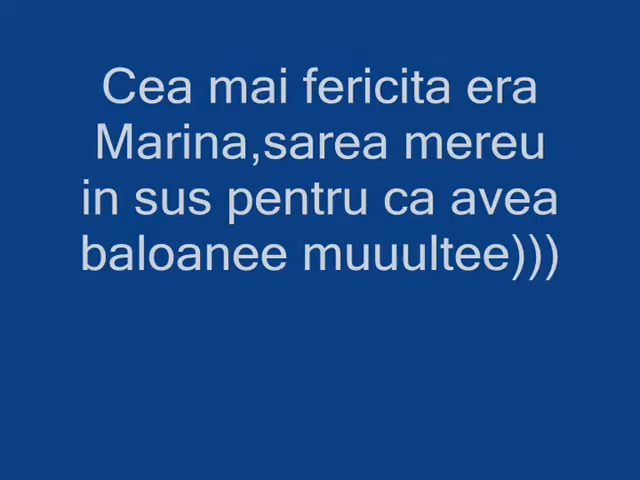 Cea mai fericita era
Marina,sarea mereu
in sus pentru ca avea
baloanee muuultee)))